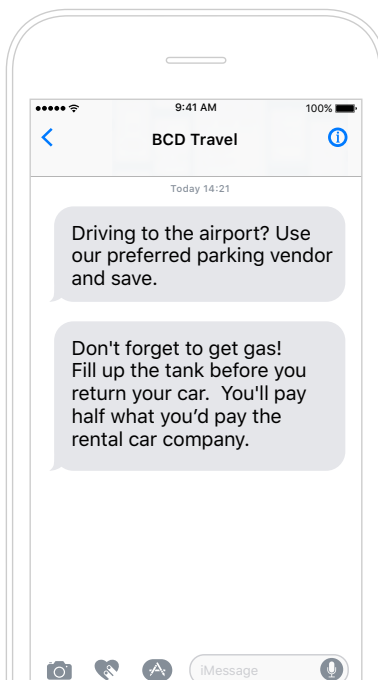 9:41 AM
100%
BCD Travel
Today 14:21
Driving to the airport? Use
our preferred parking vendor
and save.
Don't forget to get gas!
Fill up the tank before you
return your car.  You'll pay
half what you’d pay the
rental car company.
iMessage